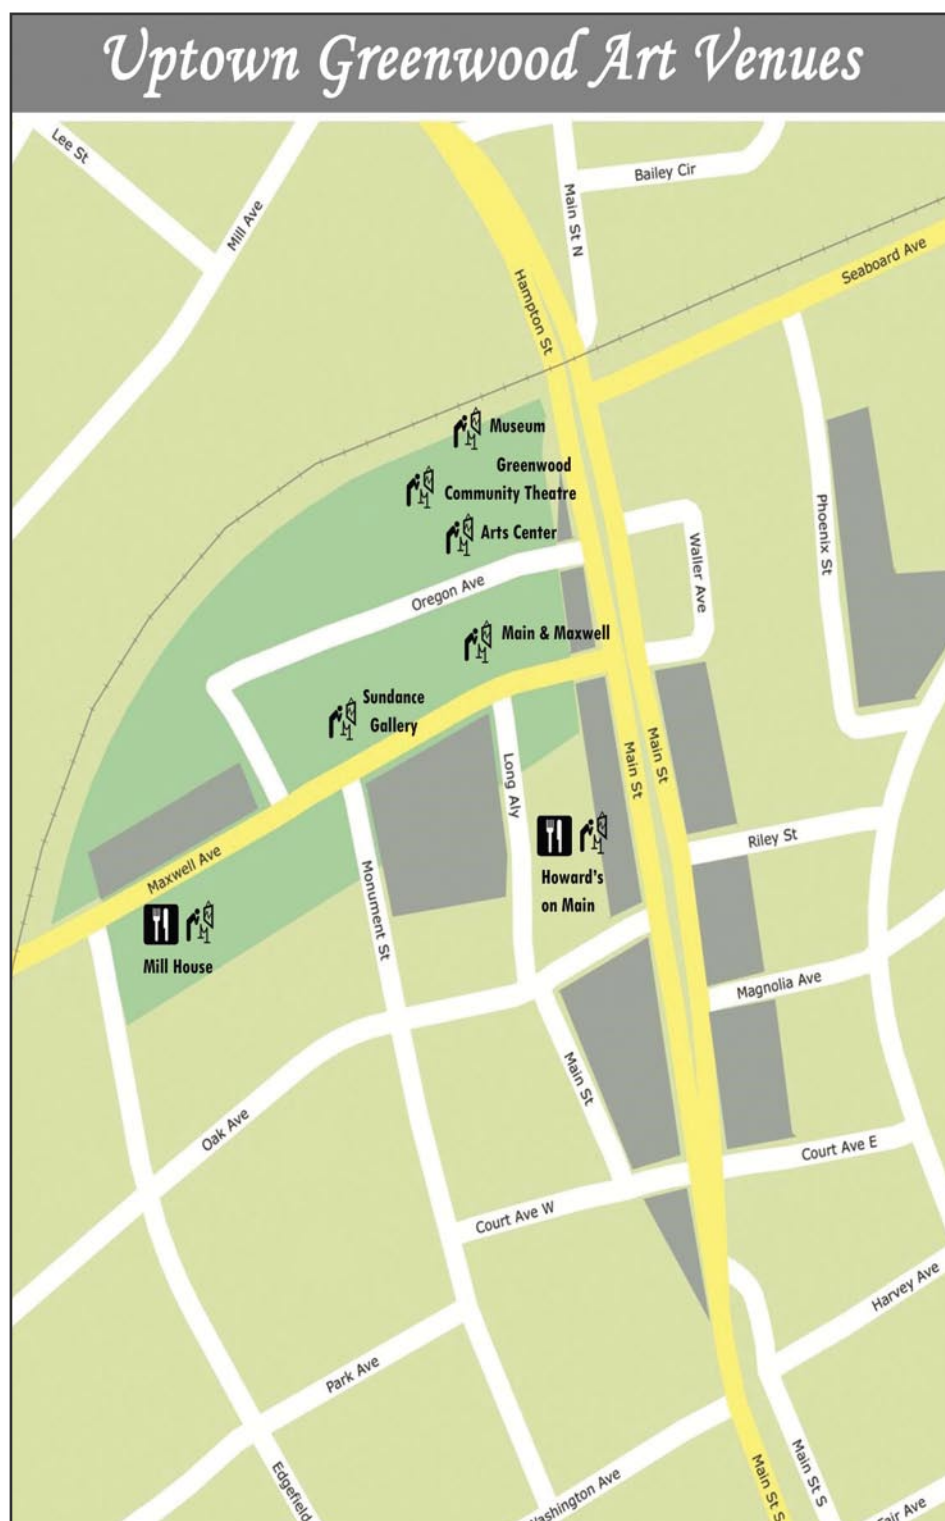 Uptown Greenwood Art Venues
Lee St
Mill Ave
Bailey Cir
Main St N
Seaboard Ave
Hampton St
Museum
Greenwood
Community Theatre
Phoenix St
Arts Center
Waller Ave
Oregon Ave
Main & Maxwell
Sundance
Gallery
Main St
Main St
Long Aly
Riley St
Maxwell Ave
Howard's
on Main
Monument St
Mill House
Magnolia Ave
Main St
Oak Ave
Court Ave E
Court Ave W
Harvey Ave
Park Ave
Edgefield
Washington Ave
Main St S
Main St S
Fair Ave